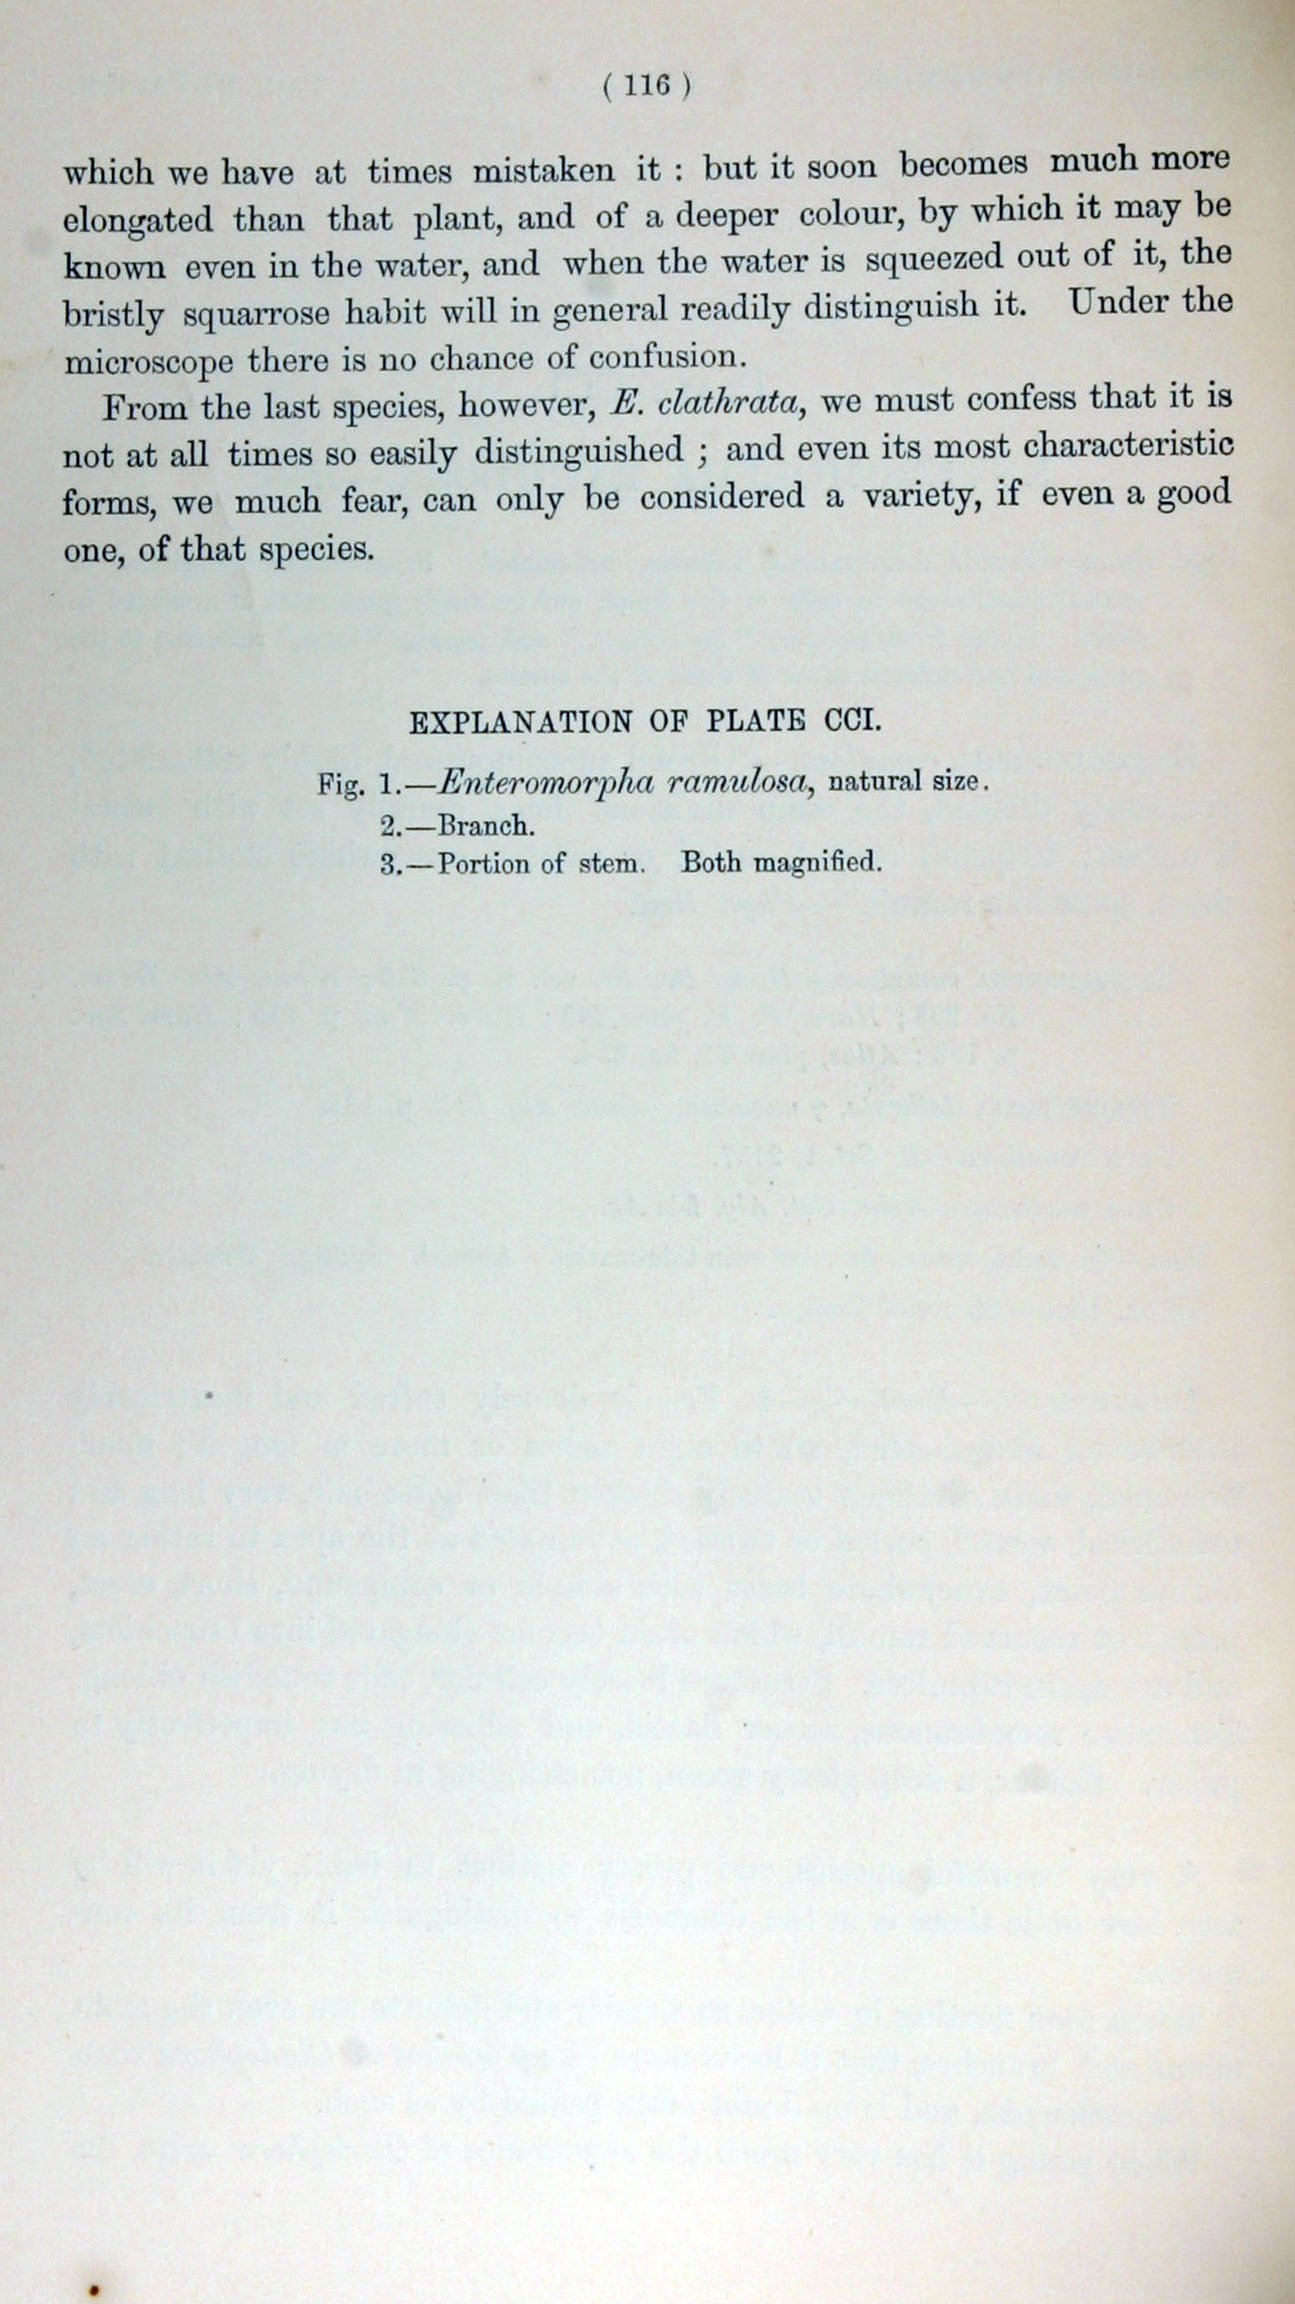 ( 116 )
which we have at times mistaken it : but it soon becomes much more
elongated than that plant, and of a deeper colour, by which it may be
known even in the water, and when the water is squeezed out of it, the
bristly squarrose habit will in general readily distinguish it. Under the
microscope there is no chance of confusion.
From the last species, however, E. clathrata, we must confess that it is
not at all times so easily distinguished ; and even its most characteristic
forms, we much fear, can only be considered a variety, if even a good
one, of that species.
EXPLANATION OF PLATE CCI.
Fig. 1.—Enteromorpha ramulosa, natural size.
2.—Branch.
3.—Portion of stem. Both magnified.